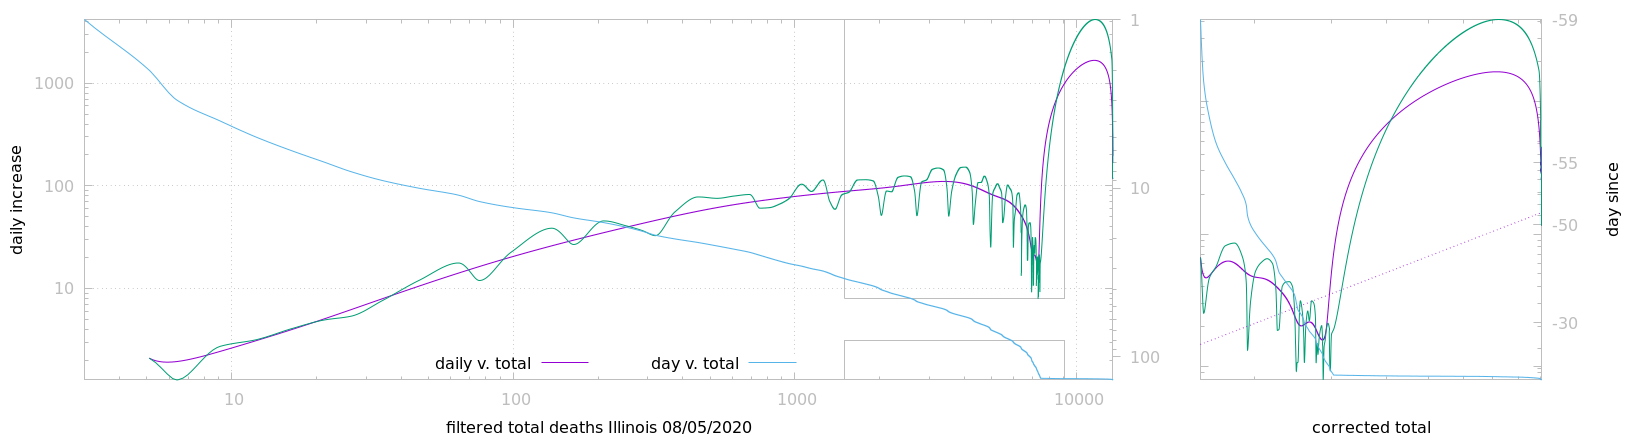 daily increase
1000
100
10
daily v. total
day v. total
1
10
100
10
100
1000
10000
filtered total deaths Illinois 08/05/2020
-59
-55
-50
-30
day since
corrected total